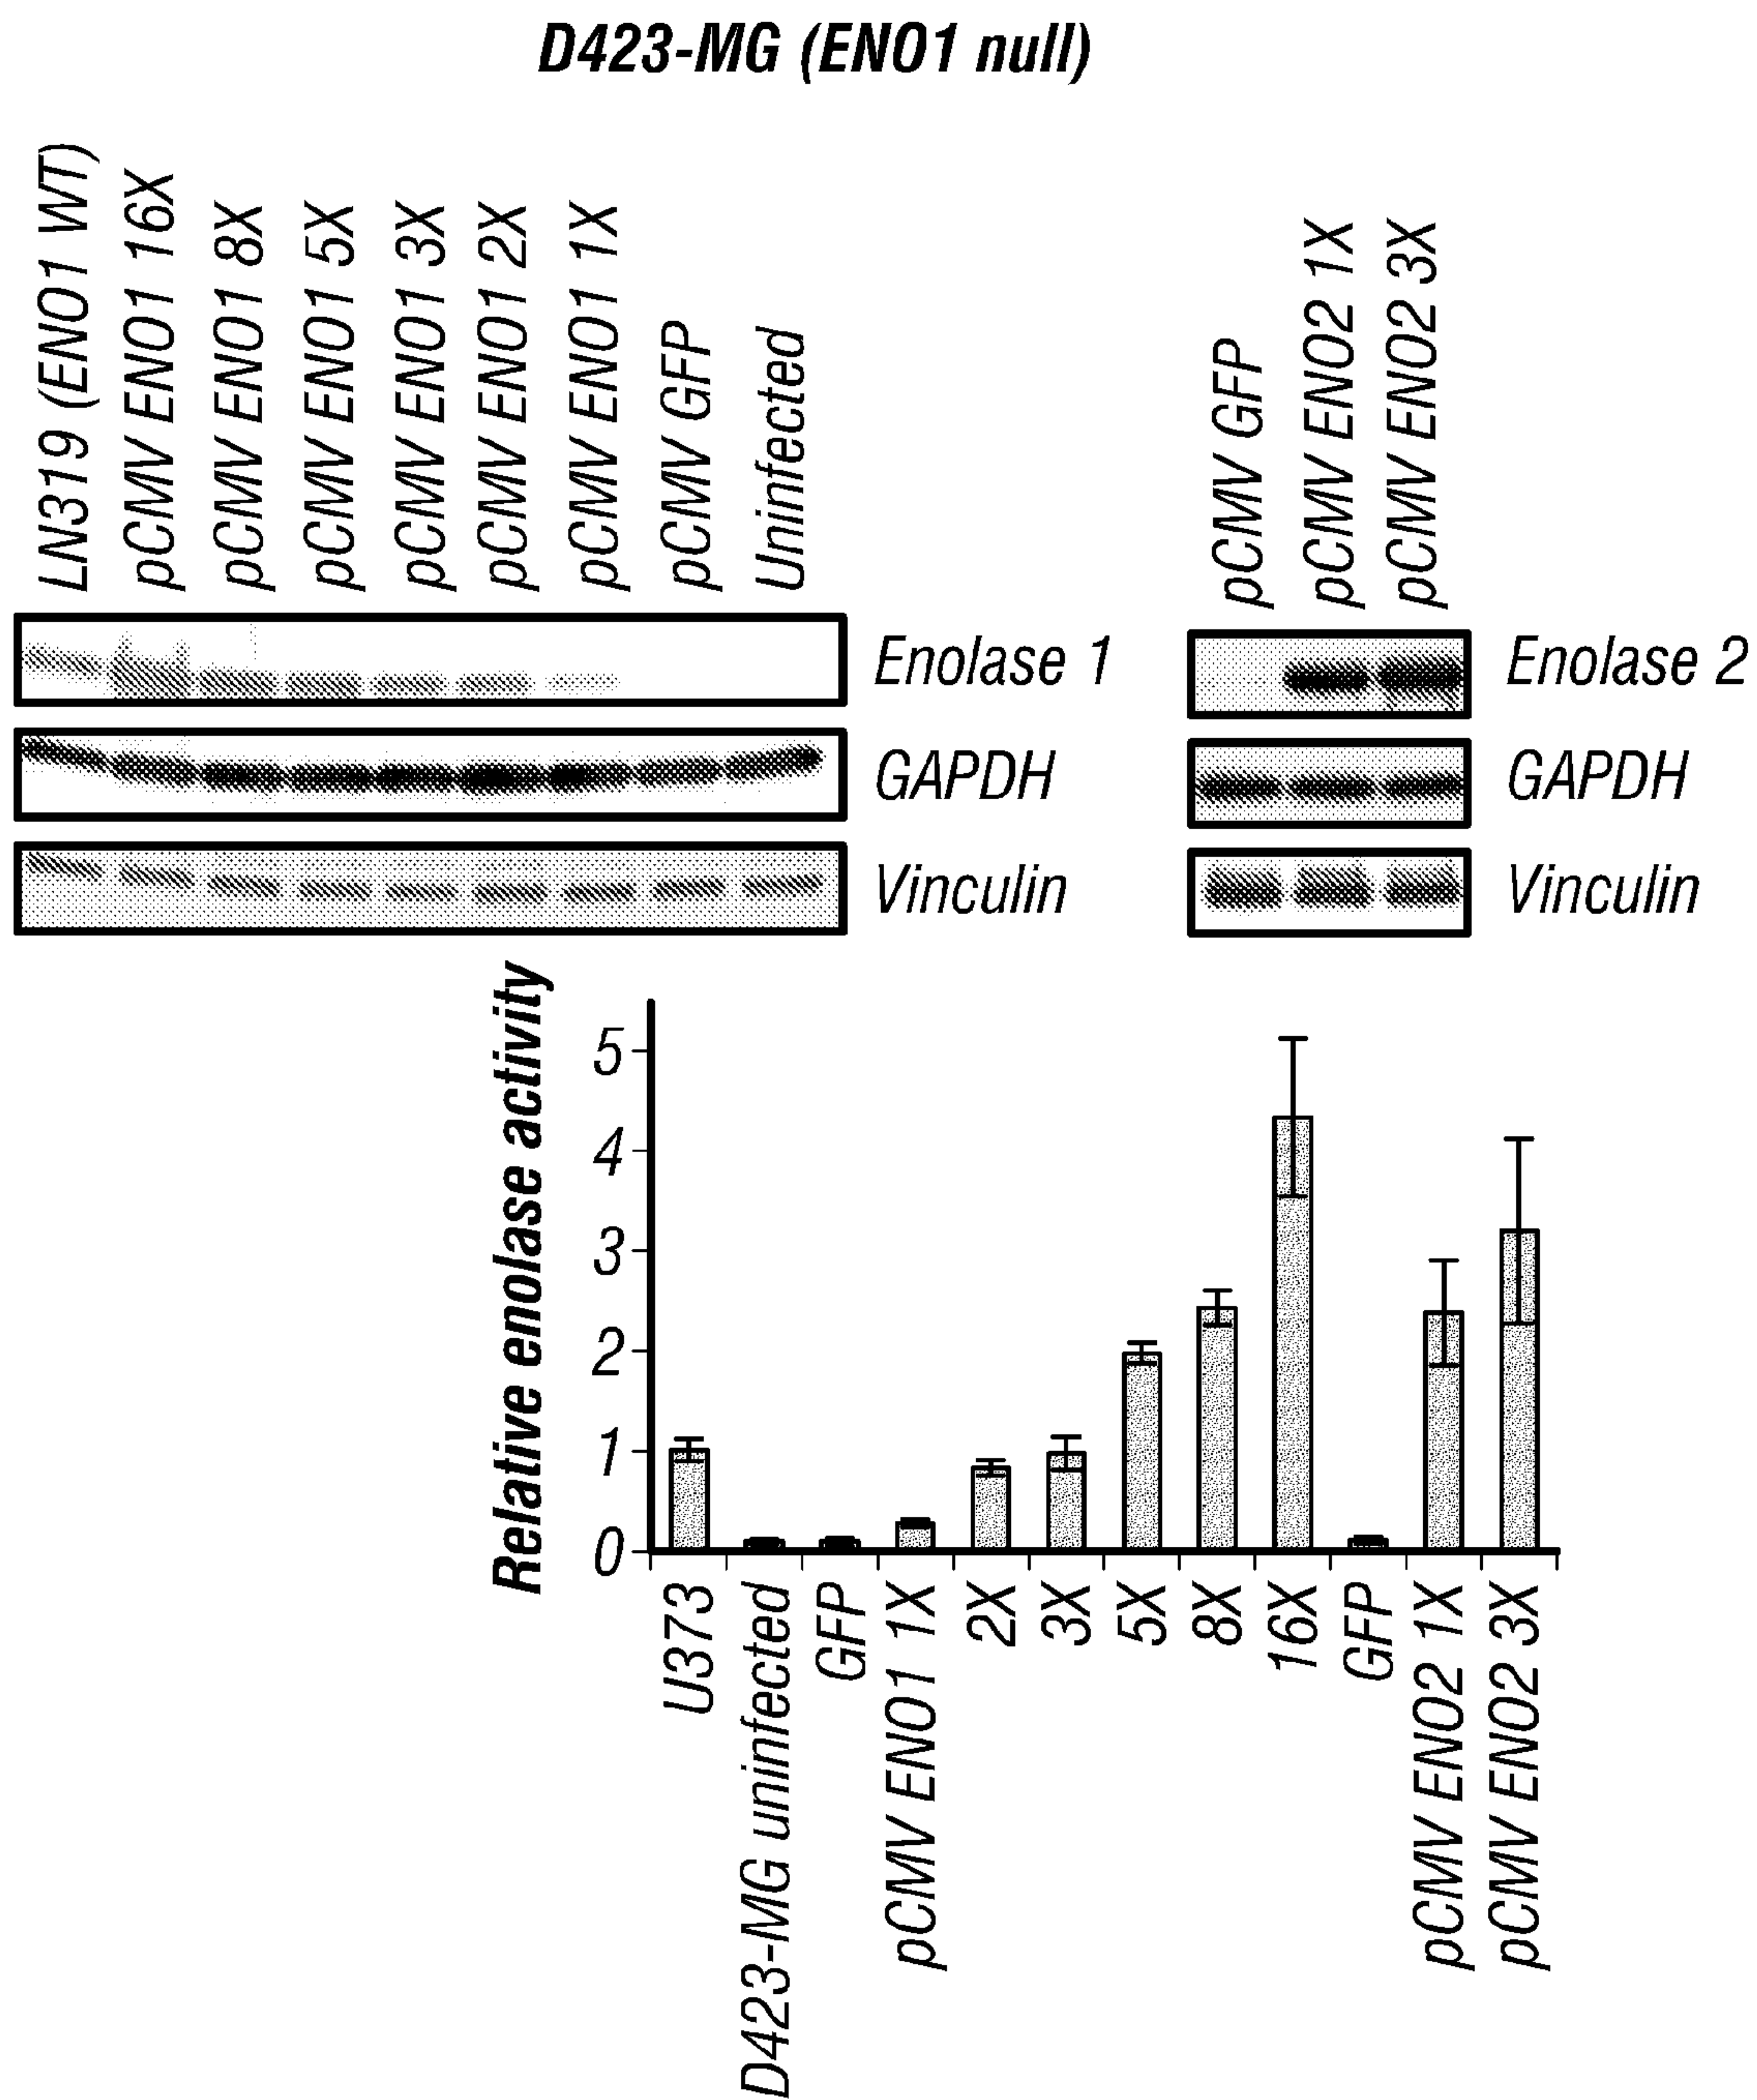 D423-MG (ENO1 null)
LN319 (ENO1 WT)
pCMV ENO1 16X
pCMV ENO1 8X
pCMV ENO1 5X
pCMV ENO1 3X
pCMV ENO1 2X
pCMV ENO1 1X
pCMV GFP
Uninfected
Enolase 1
GAPDH
Vinculin
pCMV GFP
pCMV ENO2 1X
pCMV ENO2 3X
Enolase 2
GAPDH
Vinculin
Relative enolase activity
5
4
3
2
1
0
U373
D423-MG uninfected
GFP
pCMV ENO1 1X
2X
3X
5X
8X
16X
GFP
pCMV ENO2 1X
pCMV ENO2 3X